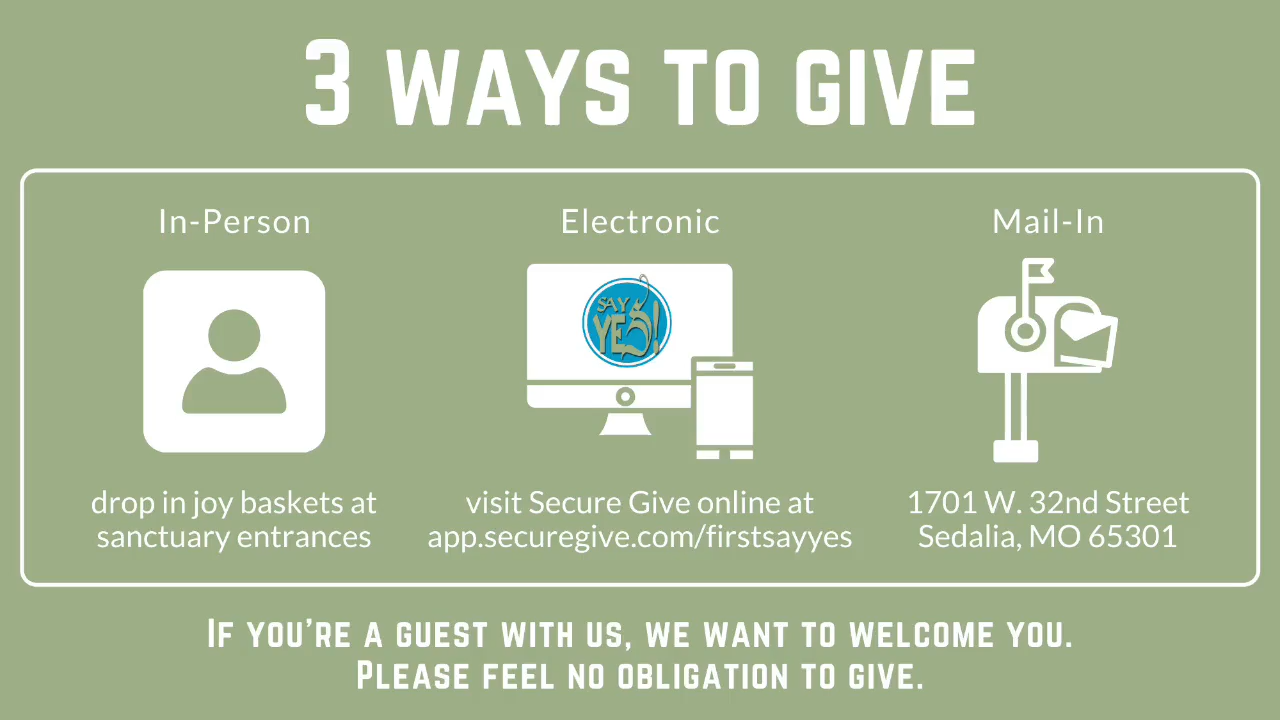 3 WAYS TO GIVE
In-Person
Electronic
Mail-In
SAY
YES!
drop in joy baskets at
sanctuary entrances
visit Secure Give online at
app.securegive.com/firstsayyes
1701 W. 32nd Street
Sedalia, MO 65301
IF YOU'RE A GUEST WITH US, WE WANT TO WELCOME YOU.
PLEASE FEEL NO OBLIGATION TO GIVE.